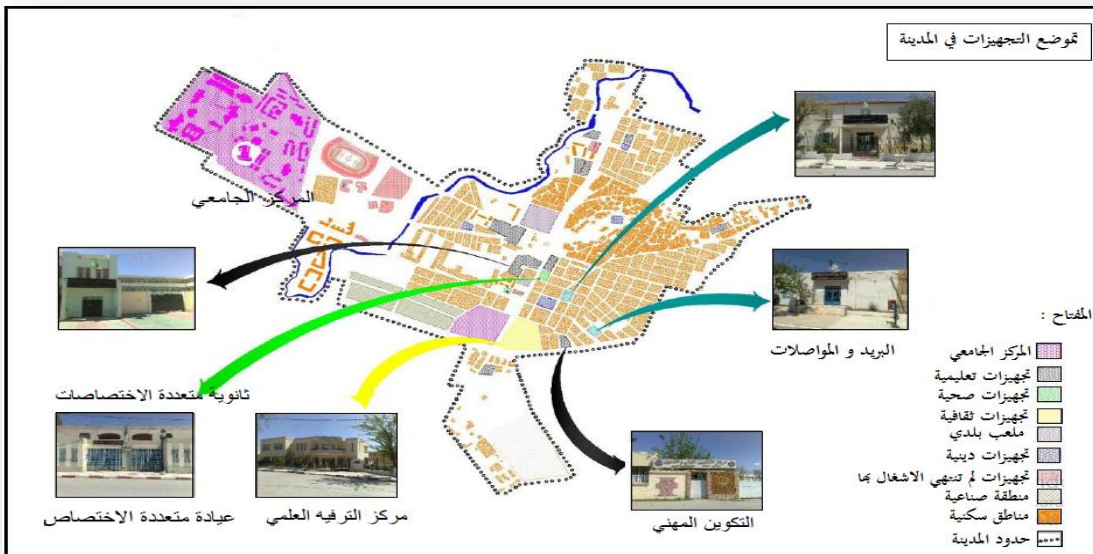 تموضع التجهيزات في المدينة
1
المركز الجامعي
البريد و المواصلات
ثانوية متعددة الاختصاصات
عيادة متعددة الاختصاص
مركز الترفيه العلمي
التكوين المهني
المفتاح :
المركز الجامعي
تجهيزات تعليمية
تجهيزات صحية
تجهيزات ثقافية
ملعب بلدي
تجهيزات دينية
تجهيزات لم تنتهي الاشغال بها
منطقة صناعية
مناطق سكنية
حدود المدينة